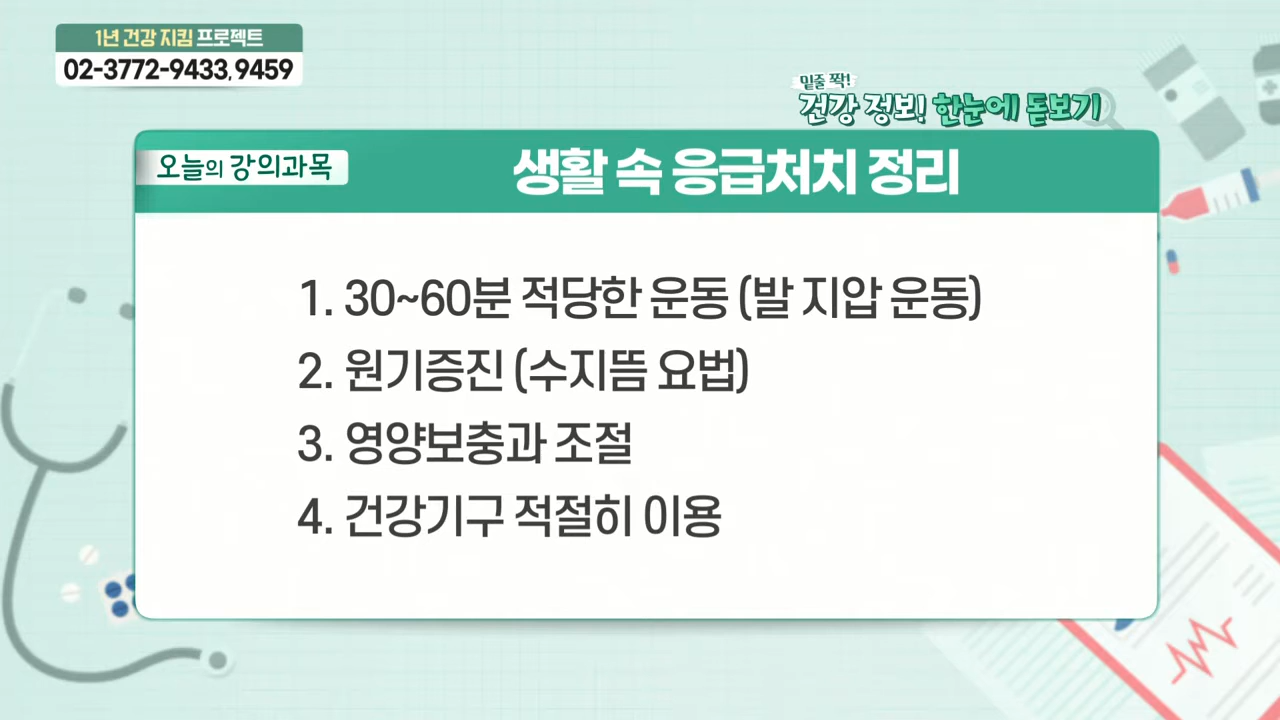 1년 건강 지킴 프로젝트
02-3772-9433, 9459
밑줄 쫙!
건강 정보! 한눈에 돋보기
오늘의 강의과목
생활 속 응급처치 정리
1. 30~60분 적당한 운동 (발 지압 운동)
2. 원기증진 (수지뜸 요법)
3. 영양보충과 조절
4. 건강기구 적절히 이용